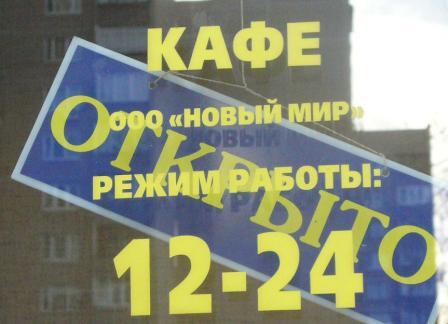 КАФЕ
ООО «НОВЫЙ МИР»
ОТКРЫТО
РЕЖИМ РАБОТЫ:
12-24